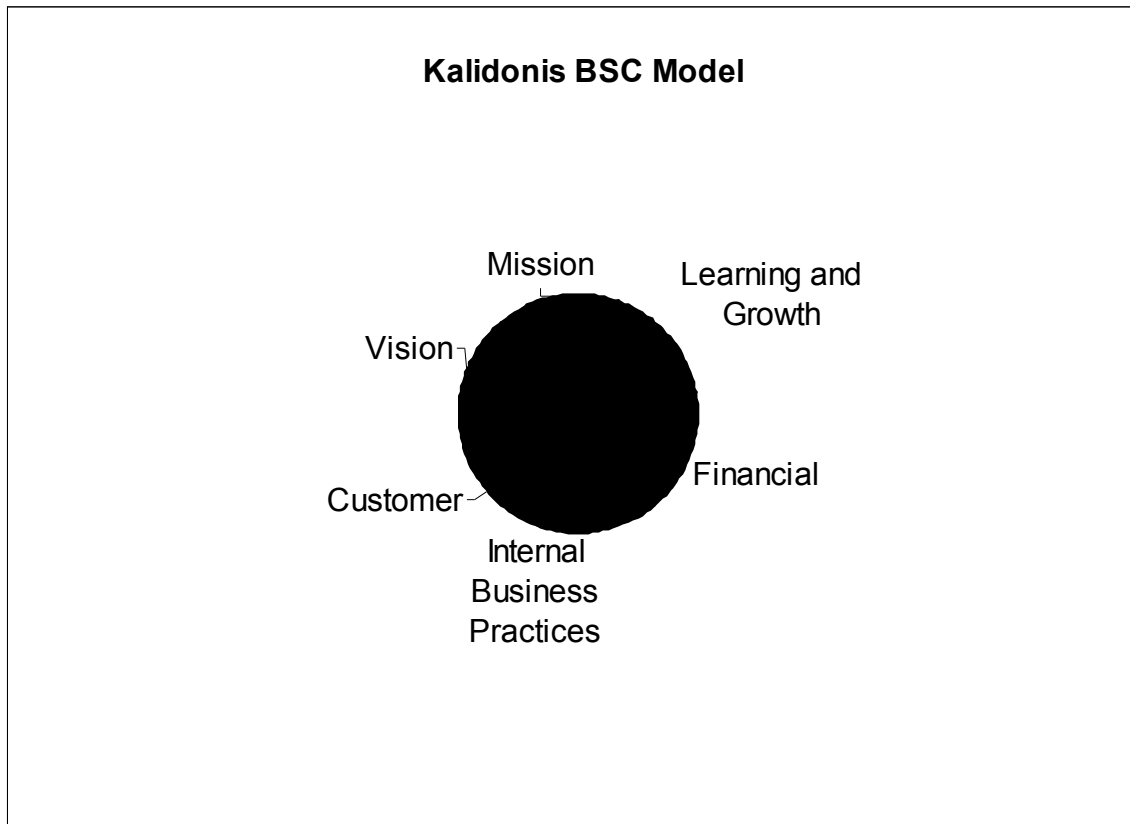 Kalidonis BSC Model
Mission
Learning and
Growth
Vision
Financial
Customer
Internal
Business
Practices